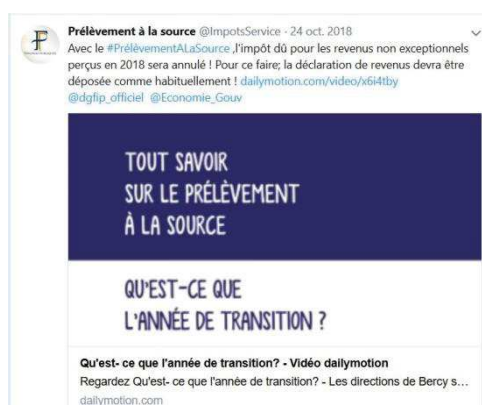 Prélèvement à la source @ImpotsService · 24 oct. 2018
Avec le #PrélèvementALaSource ,l'impôt dû pour les revenus non exceptionnels
perçus en 2018 sera annulé ! Pour ce faire; la déclaration de revenus devra être
déposée comme habituellement ! dailymotion.com/video/x6i4tby
@dgfip_officiel @Economie_Gouv
TOUT SAVOIR
SUR LE PRÉLÈVEMENT
À LA SOURCE
QU'EST-CE QUE
L'ANNÉE DE TRANSITION ?
Qu'est- ce que l'année de transition? - Vidéo dailymotion
Regardez Qu'est- ce que l'année de transition? - Les directions de Bercy s...
dailymotion.com